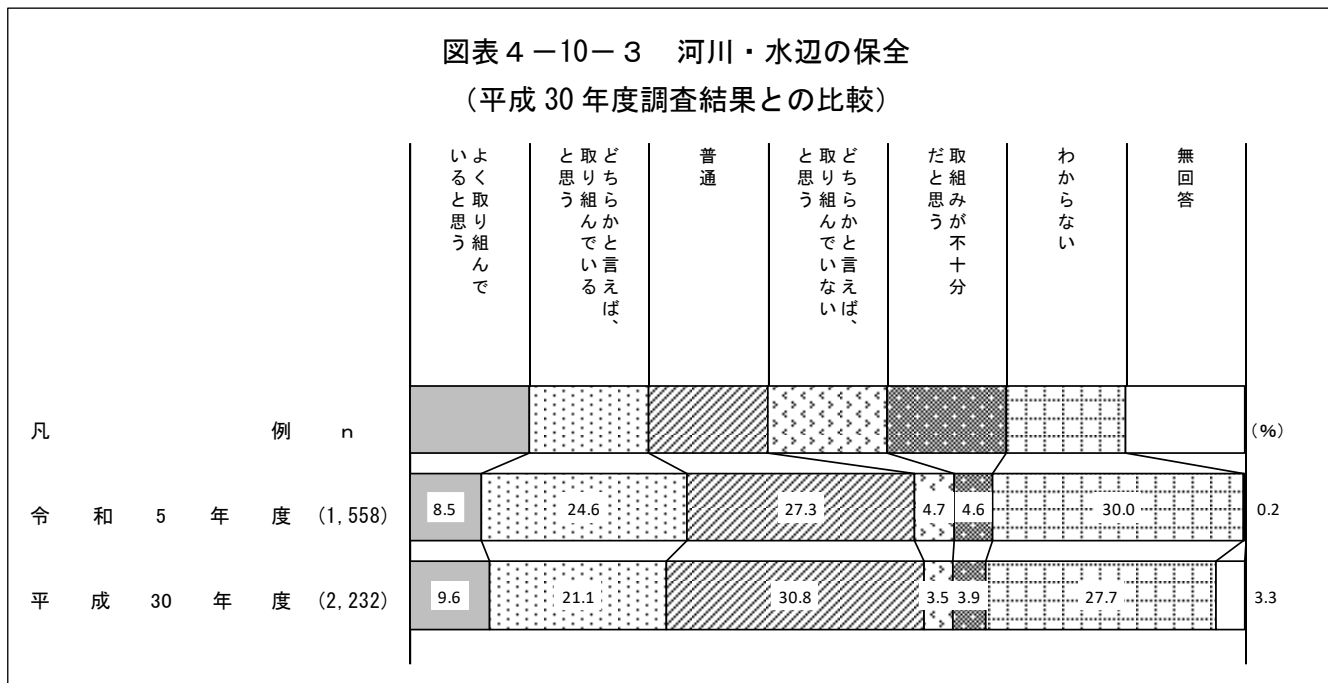 図表４－10－３　河川・水辺の保全
（平成 30 年度調査結果との比較）
よく取り組んで
いると思う
どちらかと言えば、
取り組んでいる
と思う
普通
どちらかと言えば、
取り組んでいない
と思う
取組みが不十分
だと思う
わからない
無回答
凡　例　n
(％)
令和５年度 (1,558)
8.5
24.6
27.3
4.7
4.6
30.0
0.2
平成30年度 (2,232)
9.6
21.1
30.8
3.5
3.9
27.7
3.3